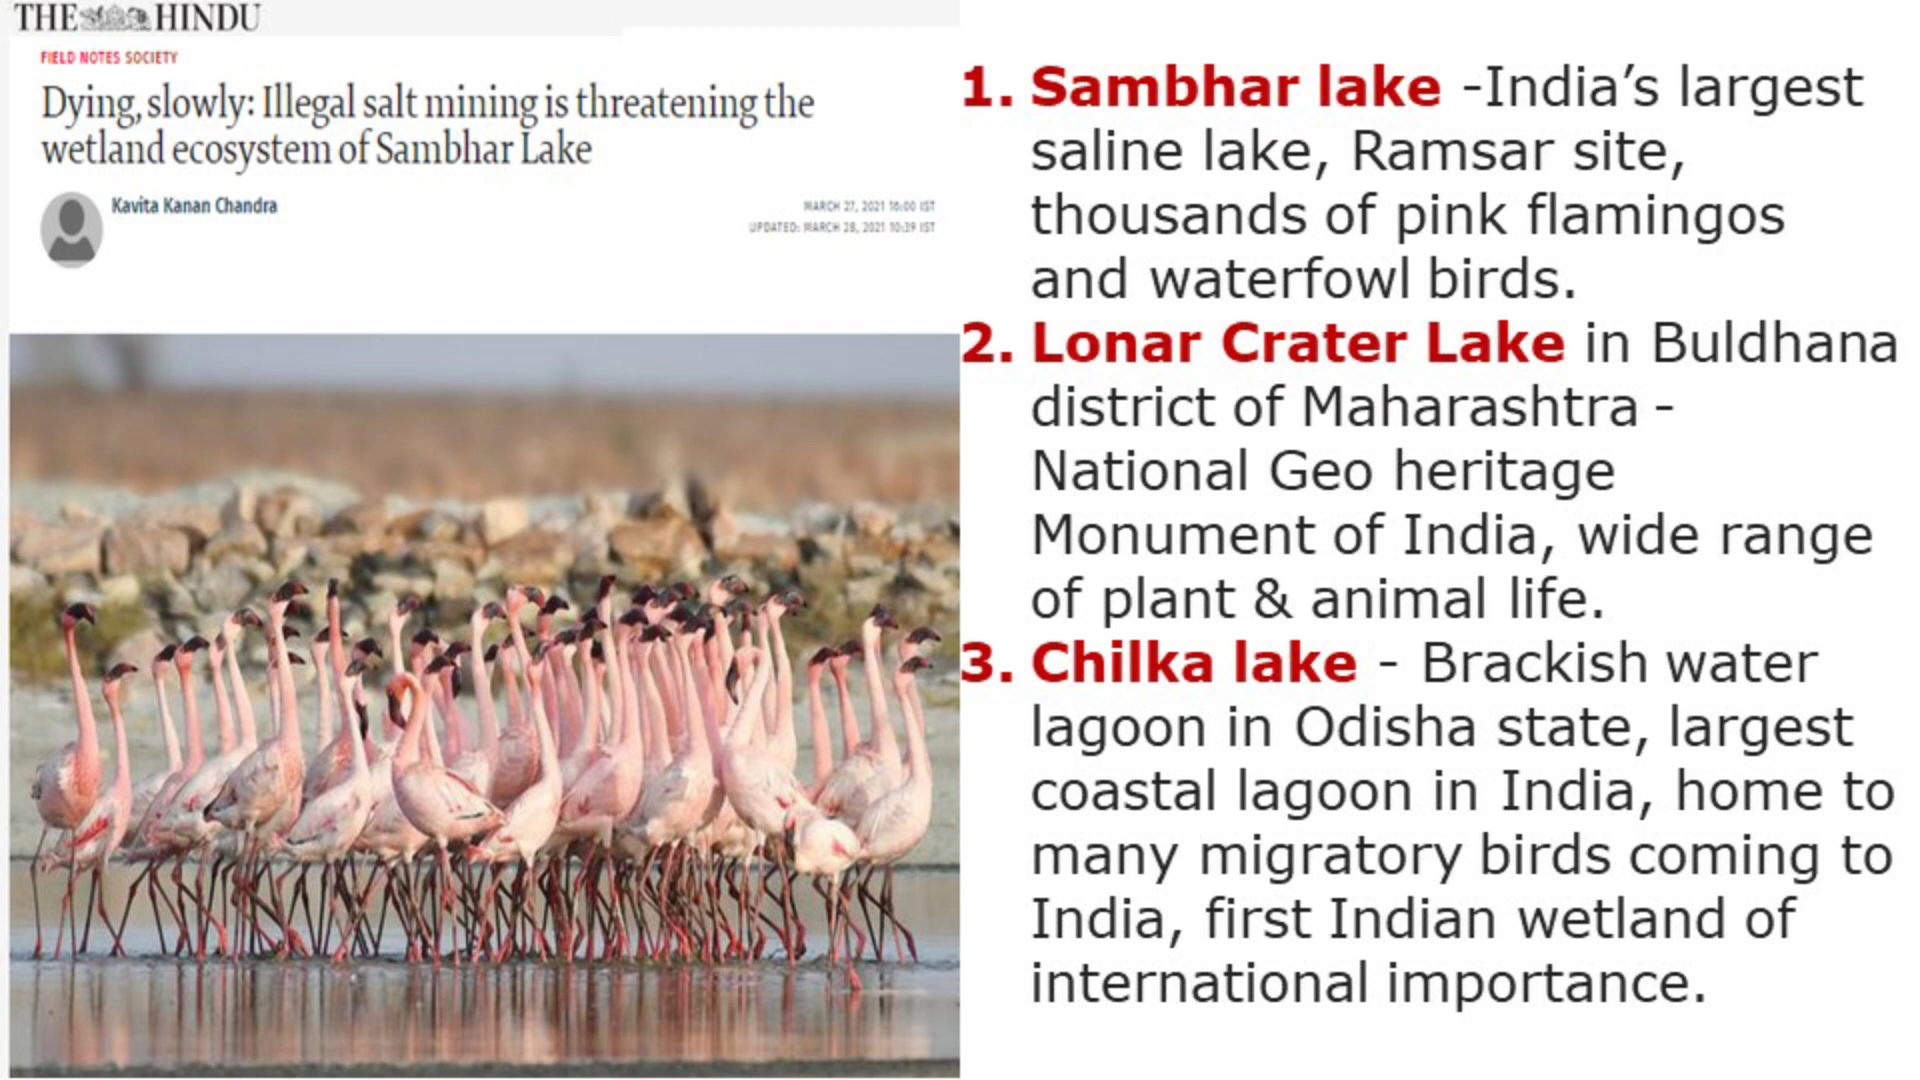 THE HINDU
FIELD NOTES SOCIETY
Dying, slowly: Illegal salt mining is threatening the
wetland ecosystem of Sambhar Lake
Kavita Kanan Chandra
MARCH 27, 2021 16:00 IST
UPDATED: MARCH 28, 2021 10:39 IST
1. Sambhar lake -India’s largest
saline lake, Ramsar site,
thousands of pink flamingos
and waterfowl birds.
2. Lonar Crater Lake in Buldhana
district of Maharashtra -
National Geo heritage
Monument of India, wide range
of plant & animal life.
3. Chilka lake - Brackish water
lagoon in Odisha state, largest
coastal lagoon in India, home to
many migratory birds coming to
India, first Indian wetland of
international importance.